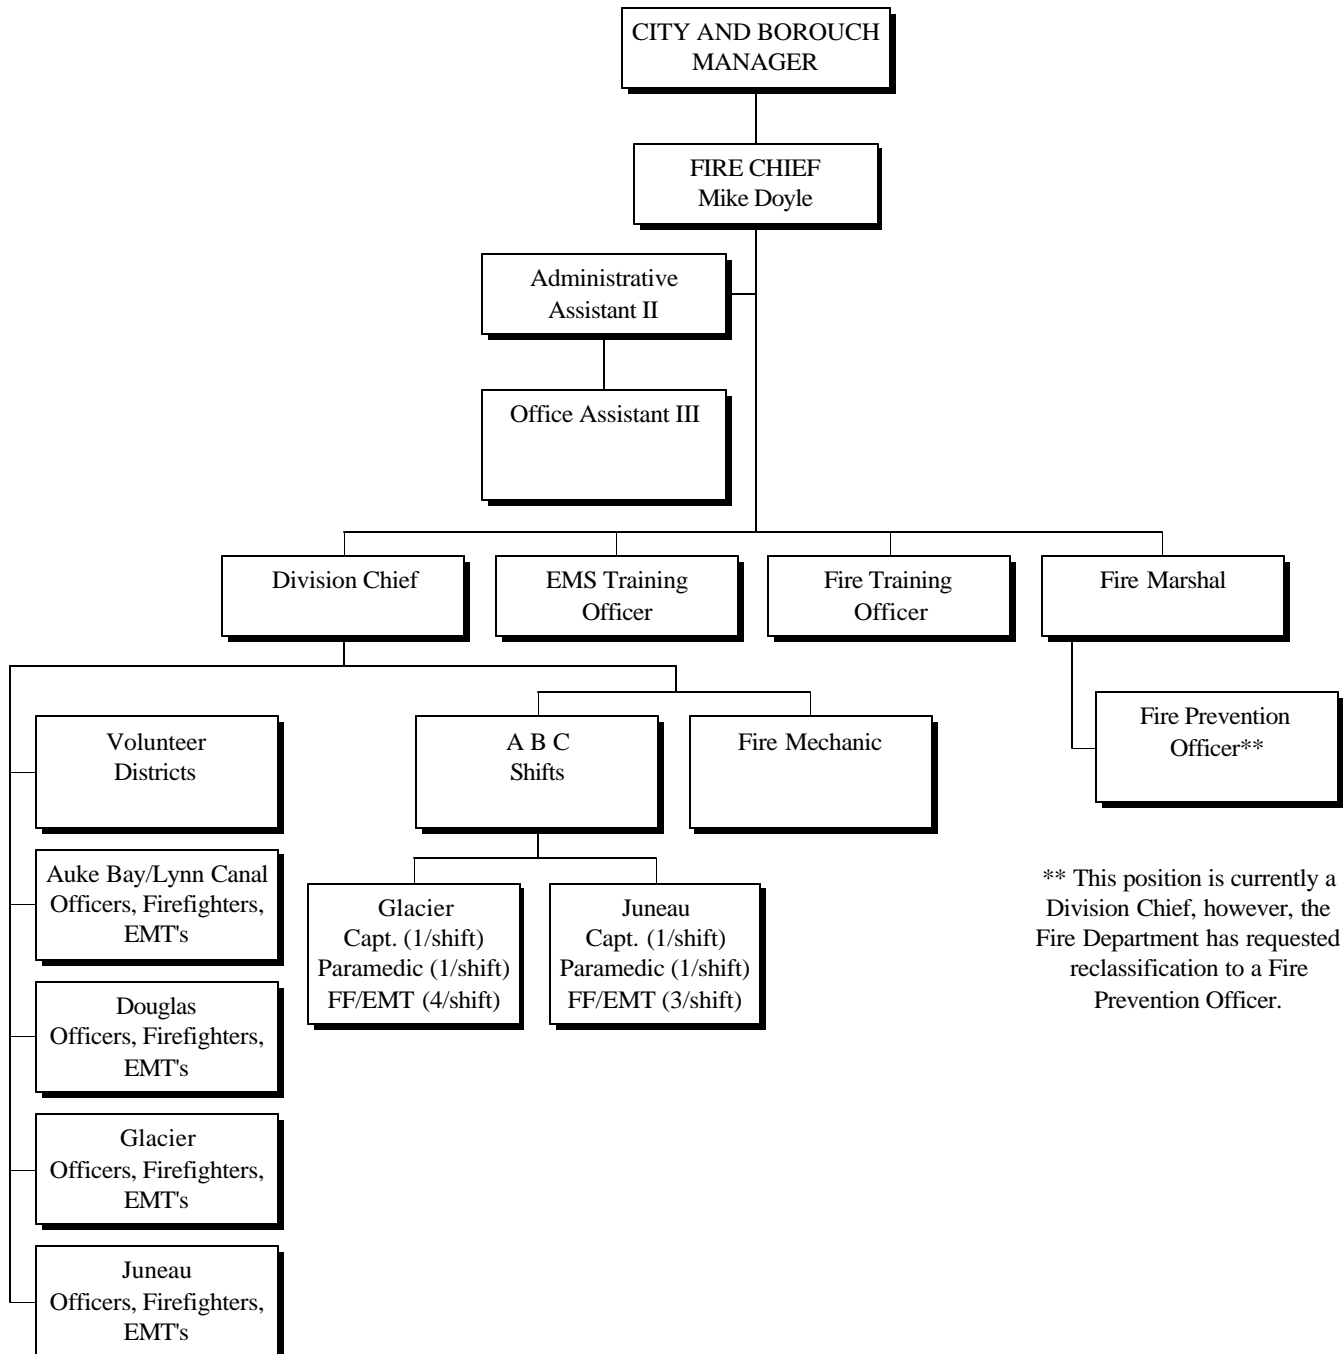 CITY AND BOROUCH
MANAGER
FIRE CHIEF
Mike Doyle
Administrative
Assistant II
Office Assistant III
Division Chief
EMS Training
Officer
Fire Training
Officer
Fire Marshal
Fire Prevention
Officer**
Volunteer
Districts
A B C
Shifts
Fire Mechanic
Auke Bay/Lynn Canal
Officers, Firefighters,
EMT's
Glacier
Capt. (1/shift)
Paramedic (1/shift)
FF/EMT (4/shift)
Juneau
Capt. (1/shift)
Paramedic (1/shift)
FF/EMT (3/shift)
** This position is currently a
Division Chief, however, the
Fire Department has requested
reclassification to a Fire
Prevention Officer.
Douglas
Officers, Firefighters,
EMT's
Glacier
Officers, Firefighters,
EMT's
Juneau
Officers, Firefighters,
EMT's